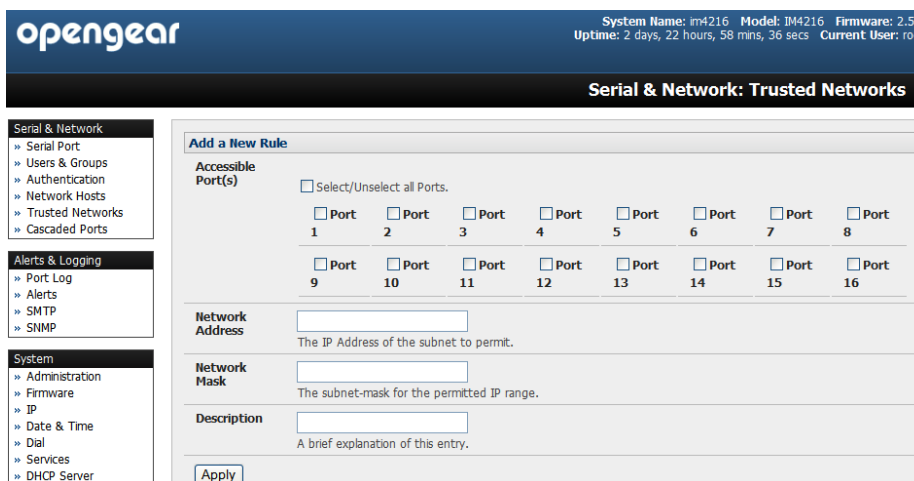 opengear
System Name: im4216 Model: IM4216 Firmware: 2.5
Uptime: 2 days, 22 hours, 58 mins, 36 secs Current User: ro
Serial & Network: Trusted Networks
Serial & Network
» Serial Port
» Users & Groups
» Authentication
» Network Hosts
» Trusted Networks
» Cascaded Ports
Alerts & Logging
» Port Log
» Alerts
» SMTP
» SNMP
System
» Administration
» Firmware
» IP
» Date & Time
» Dial
» Services
» DHCP Server
Add a New Rule
Accessible
Port(s)
Select/Unselect all Ports.
Port 1
Port 2
Port 3
Port 4
Port 5
Port 6
Port 7
Port 8
Port 9
Port 10
Port 11
Port 12
Port 13
Port 14
Port 15
Port 16
Network
Address
The IP Address of the subnet to permit.
Network
Mask
The subnet-mask for the permitted IP range.
Description
A brief explanation of this entry.
Apply